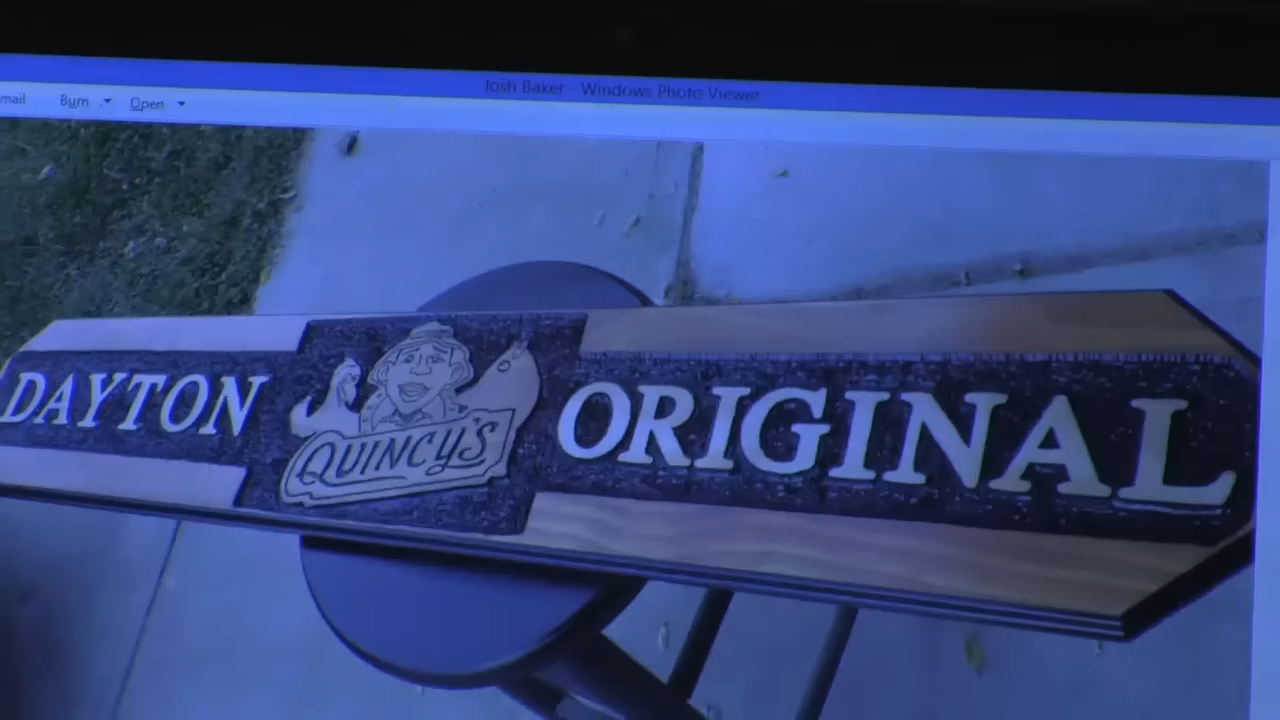 Josh Baker - Windows Photo Viewer
mail Burn Open
DAYTON QUINCY'S ORIGINAL